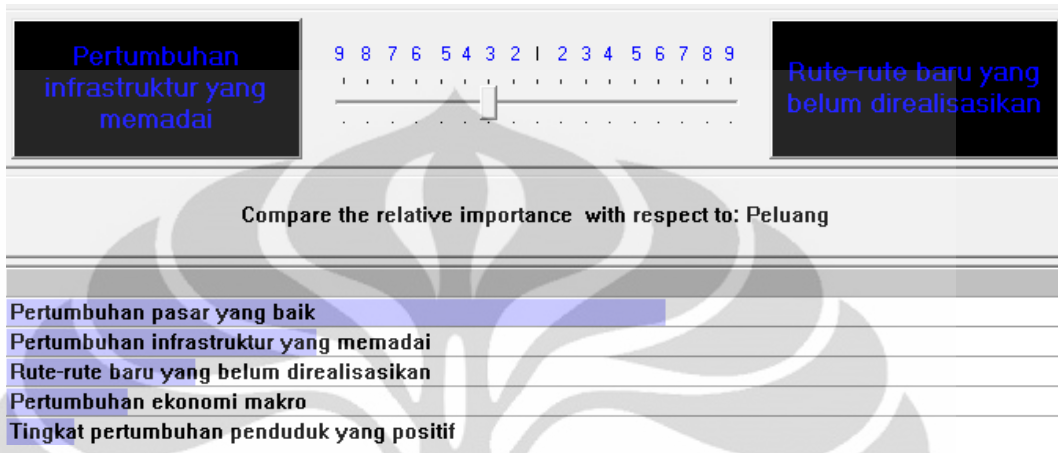 Pertumbuhan
infrastruktur yang
memadai
9 8 7 6 5 4 3 2 1 2 3 4 5 6 7 8 9
Rute-rute baru yang
belum direalisasikan
Compare the relative importance with respect to: Peluang
Pertumbuhan pasar yang baik
Pertumbuhan infrastruktur yang memadai
Rute-rute baru yang belum direalisasikan
Pertumbuhan ekonomi makro
Tingkat pertumbuhan penduduk yang positif